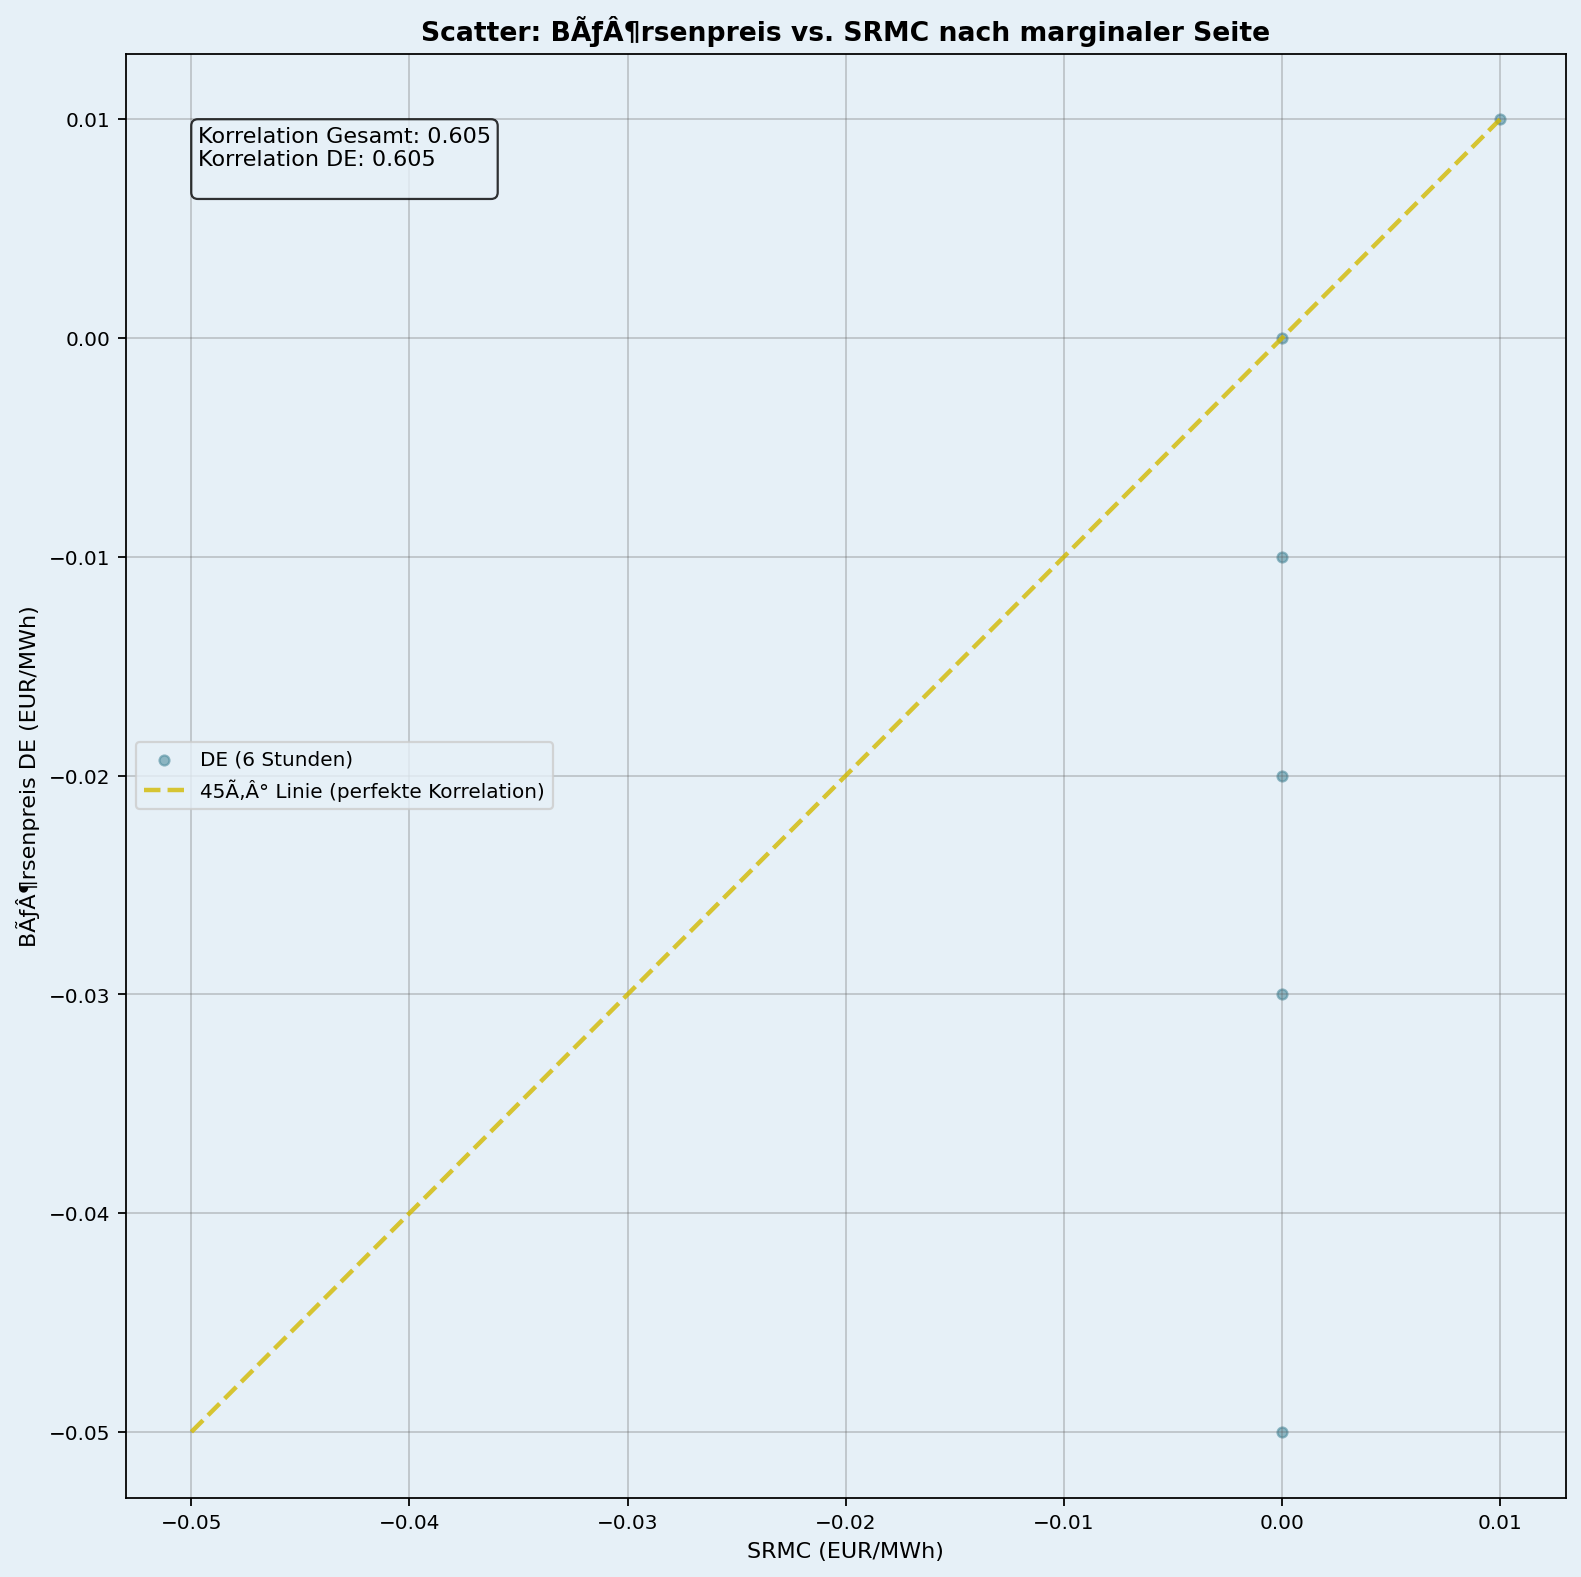 Scatter: BÃƒÂ¶rsenpreis vs. SRMC nach marginaler Seite
Korrelation Gesamt: 0.605
Korrelation DE: 0.605
BÃƒÂ¶rsenpreis DE (EUR/MWh)
0.01
0.00
−0.01
−0.02
−0.03
−0.04
−0.05
DE (6 Stunden)
45Ã‚Â° Linie (perfekte Korrelation)
−0.05
−0.04
−0.03
−0.02
−0.01
0.00
0.01
SRMC (EUR/MWh)